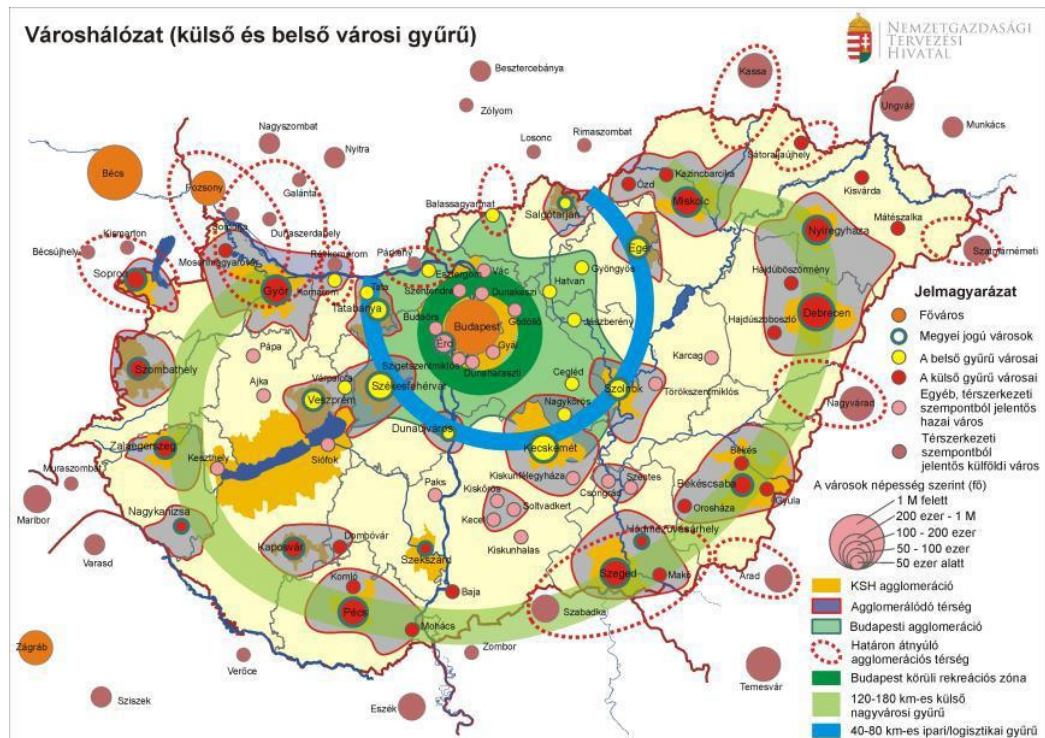 Városhálózat (külső és belső városi gyűrű)
NEMZETGAZDASÁGI
TERVEZÉSI
HIVATAL
Besztercebánya
Kassa
Zólyom
Ungvár
Munkács
Nagyszombat
Nyitra
Losonc
Rimaszombat
Sátoraljaújhely
Bécs
Pozsony
Galánta
Ózd
Kazincbarcika
Miskolc
Kisvárda
Balassagyarmat
Salgótarján
Nyíregyháza
Mátészalka
Kismarton
Bécsújhely
Somorja
Dunaszerdahely
Mosonmagyaróvár
Révkomárom
Párkány
Eger
Szatmárnémeti
Sopron
Győr
Komárom
Tata
Tatabánya
Esztergom
Vác
Szentendre
Dunakeszi
Gyöngyös
Hatvan
Hajdúböszörmény
Budaörs
Budapest
Gödöllő
Jászberény
Hajdúszoboszló
Debrecen
Érd
Gyál
Szigetszentmiklós
Dunaharaszti
Pápa
Ajka
Várpalota
Székesfehérvár
Veszprém
Szombathely
Cegléd
Szolnok
Karcag
Törökszentmiklós
Nagyvárad
Nagykőrös
Dunaújváros
Kecskemét
Zalaegerszeg
Keszthely
Siófok
Muraszombat
Maribor
Nagykanizsa
Paks
Kiskunfélegyháza
Kiskőrös
Soltvadkert
Kecel
Csongrád
Szentes
Békés
Békéscsaba
Gyula
Orosháza
Varasd
Kaposvár
Dombóvár
Szekszárd
Kiskunhalas
Hódmezővásárhely
Szeged
Makó
Arad
Komló
Pécs
Baja
Mohács
Szabadka
Zágráb
Verőce
Zombor
Sziszek
Eszék
Temesvár
Jelmagyarázat
Főváros
Megyei jogú városok
A belső gyűrű városai
A külső gyűrű városai
Egyéb, térszerkezeti
szempontból jelentős
hazai város
Térszerkezeti
szempontból
jelentős külföldi város
A városok népesség szerint (fő)
1 M felett
200 ezer - 1 M
100 - 200 ezer
50 - 100 ezer
50 ezer alatt
KSH agglomeráció
Agglomerálódó térség
Budapesti agglomeráció
Határon átnyúló
agglomerációs térség
Budapest körüli rekreációs zóna
120-180 km-es külső
nagyvárosi gyűrű
40-80 km-es ipari/logisztikai gyűrű